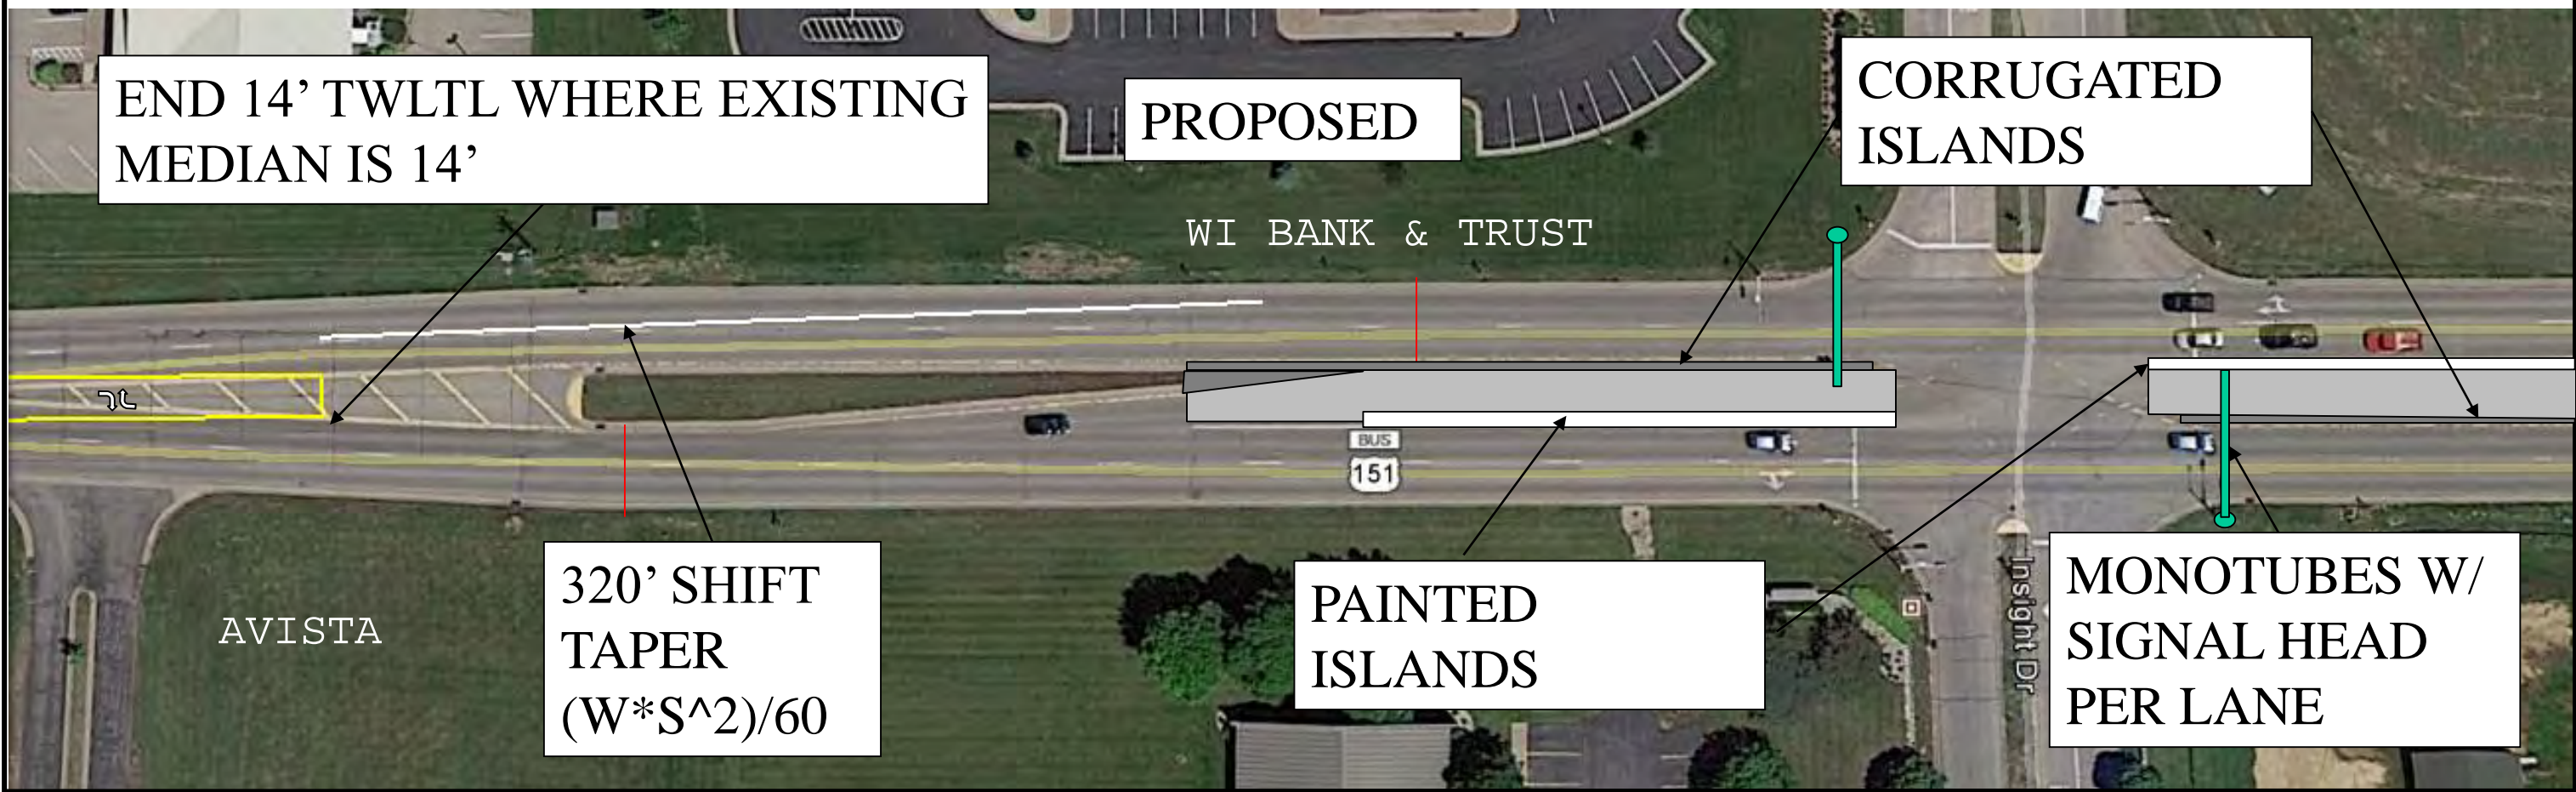 END 14’ TWLTL WHERE EXISTING
MEDIAN IS 14’
PROPOSED
CORRUGATED
ISLANDS
WI BANK & TRUST
BUS
151
AVISTA
320’ SHIFT
TAPER
(W*S^2)/60
PAINTED
ISLANDS
Insight Dr
MONOTUBES W/
SIGNAL HEAD
PER LANE